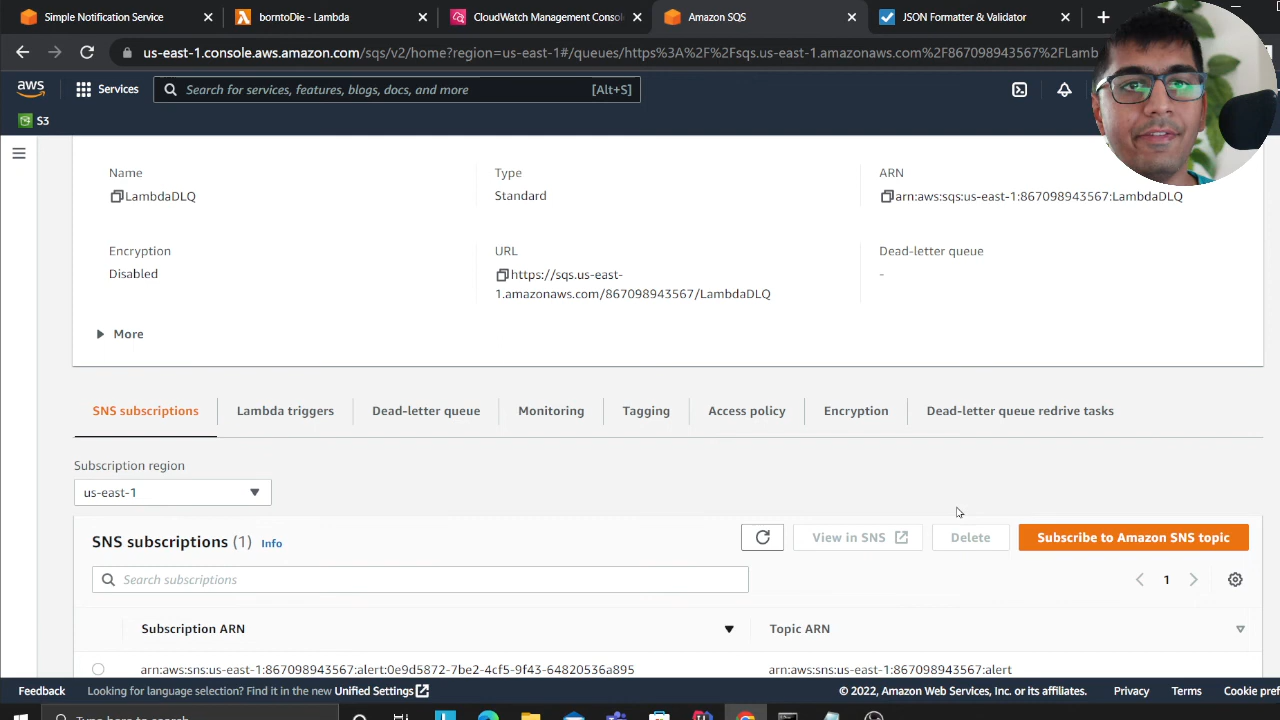 Simple Notification Service
borntoDie - Lambda
CloudWatch Management Consol
Amazon SQS
JSON Formatter & Validator
us-east-1.console.aws.amazon.com/sqs/v2/home?region=us-east-1#/queues/https%3A%2F%2Fsqs.us-east-1.amazonaws.com%2F867098943567%2FLamb
aws
Services
Search for services, features, blogs, docs, and more
[Alt+S]
S3
Name
Type
ARN
LambdaDLQ
Standard
arn:aws:sqs:us-east-1:867098943567:LambdaDLQ
Encryption
URL
Dead-letter queue
Disabled
https://sqs.us-east-
1.amazonaws.com/867098943567/LambdaDLQ
-
More
SNS subscriptions
Lambda triggers
Dead-letter queue
Monitoring
Tagging
Access policy
Encryption
Dead-letter queue redrive tasks
Subscription region
us-east-1
SNS subscriptions (1)
Info
View in SNS
Delete
Subscribe to Amazon SNS topic
Search subscriptions
1
Subscription ARN
Topic ARN
arn:aws:sns:us-east-1:867098943567:alert:0e9d5872-7be2-4cf5-9f43-64820536a895
arn:aws:sns:us-east-1:867098943567:alert
Feedback
Looking for language selection? Find it in the new Unified Settings
© 2022, Amazon Web Services, Inc. or its affiliates.
Privacy
Terms
Cookie pref
Type here to search